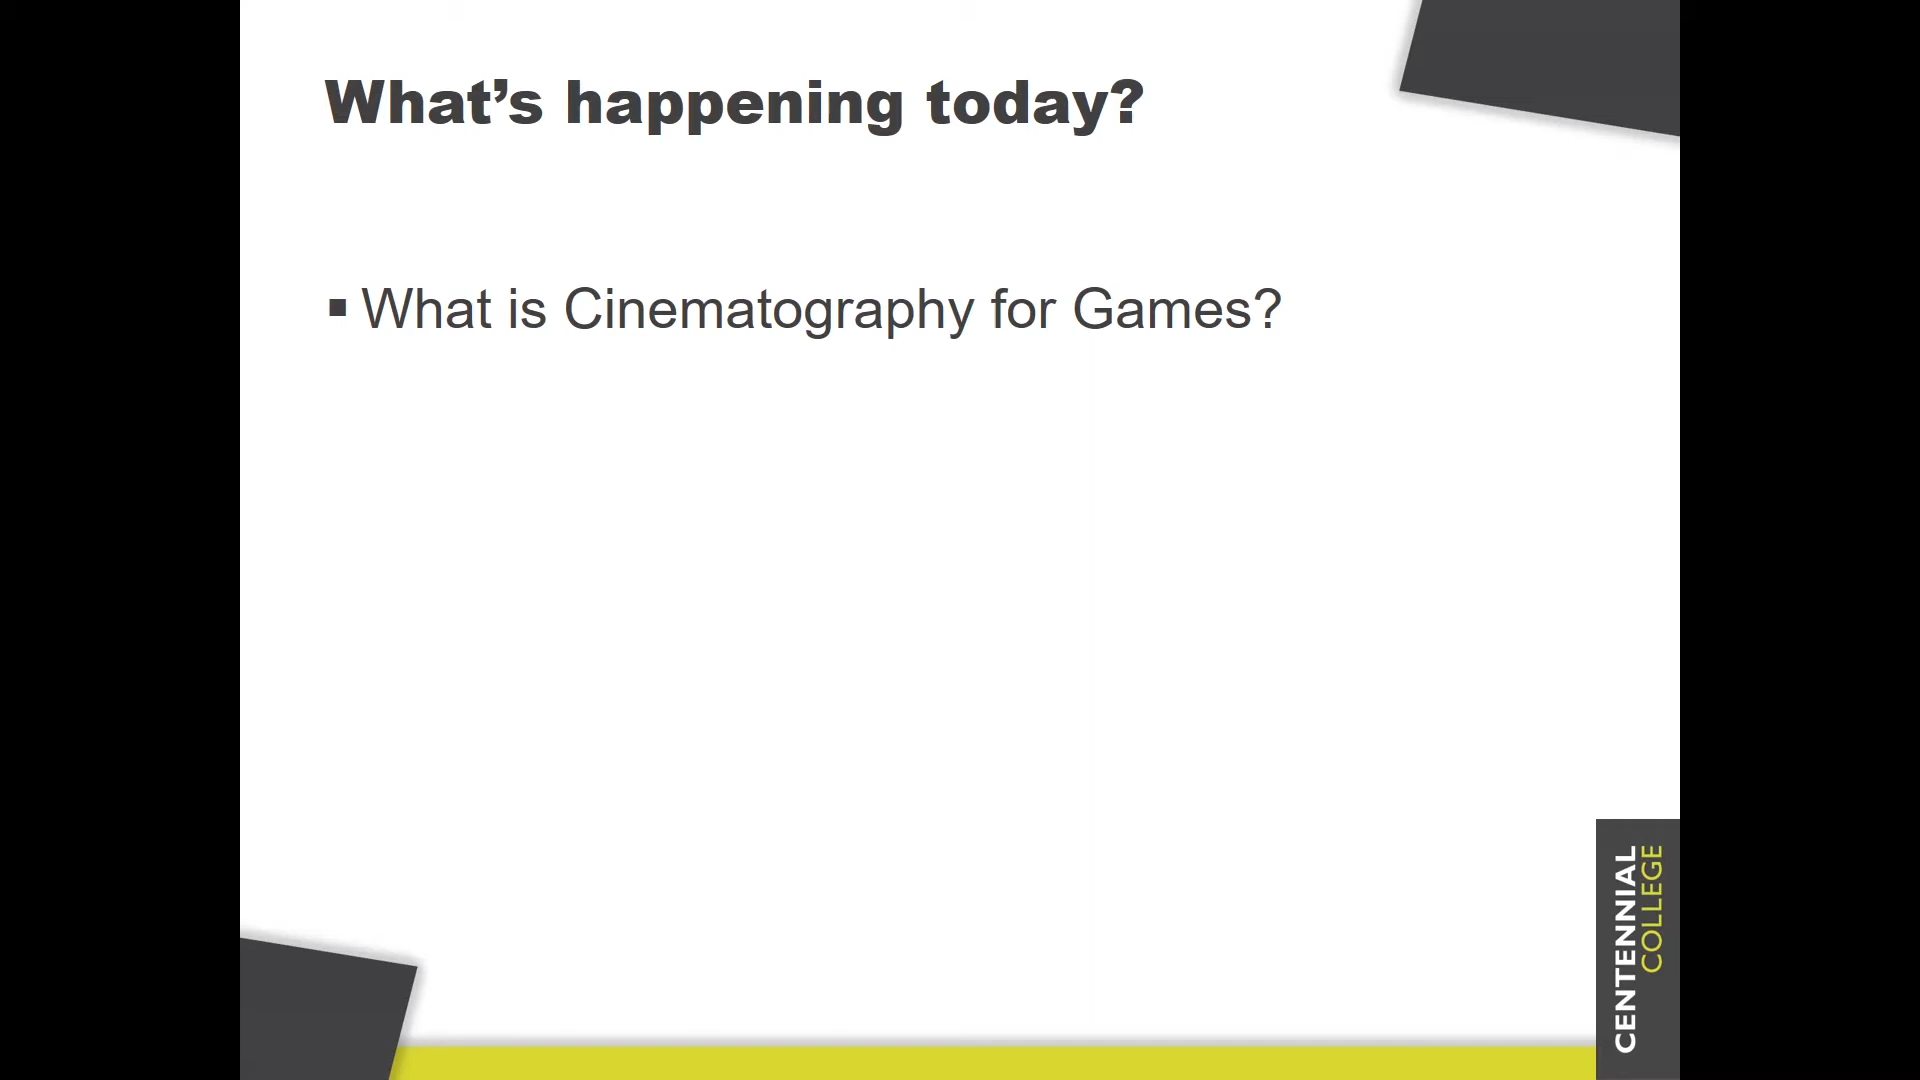 What’s happening today?
▪ What is Cinematography for Games?
CENTENNIAL
COLLEGE